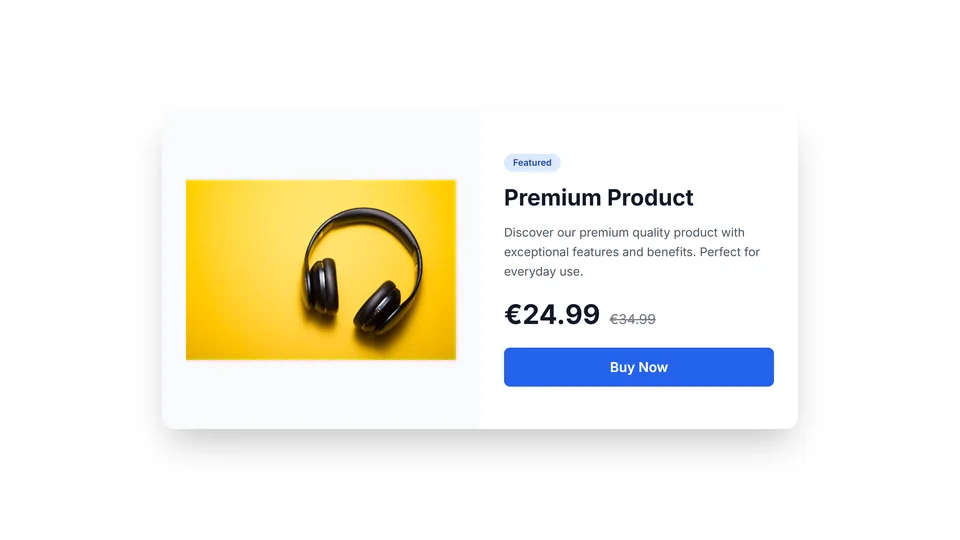 Featured
Premium Product
Discover our premium quality product with
exceptional features and benefits. Perfect for
everyday use.
€24.99 €34.99
Buy Now